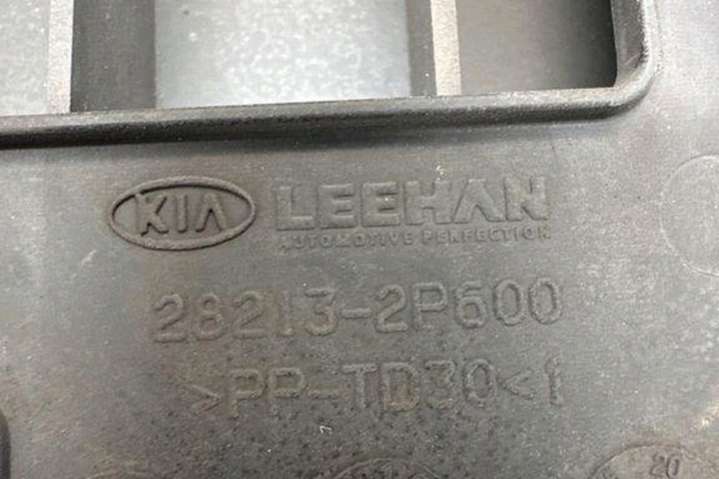 KIA LEEHAN
AUTOMOTIVE PERFECTION
28213-2P600
>PP-TD30<1
20